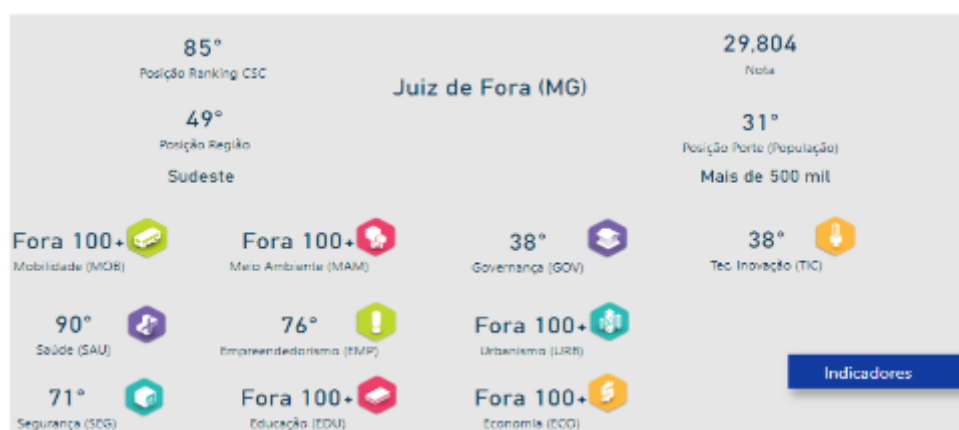 85°
Posição Ranking CSC
29,804
Nota
Juiz de Fora (MG)
49°
Posição Região
Sudeste
31°
Posição Porte (População)
Mais de 500 mil
Fora 100+
Mobilidade (MOB)
Fora 100+
Meio Ambiente (MAM)
38°
Governança (GOV)
38°
Tec. Inovação (TIC)
90°
Saúde (SAU)
76°
Empreendedorismo (EMP)
Fora 100+
Urbanismo (URB)
Indicadores
71°
Segurança (SEG)
Fora 100+
Educação (EDU)
Fora 100+
Economia (ECO)